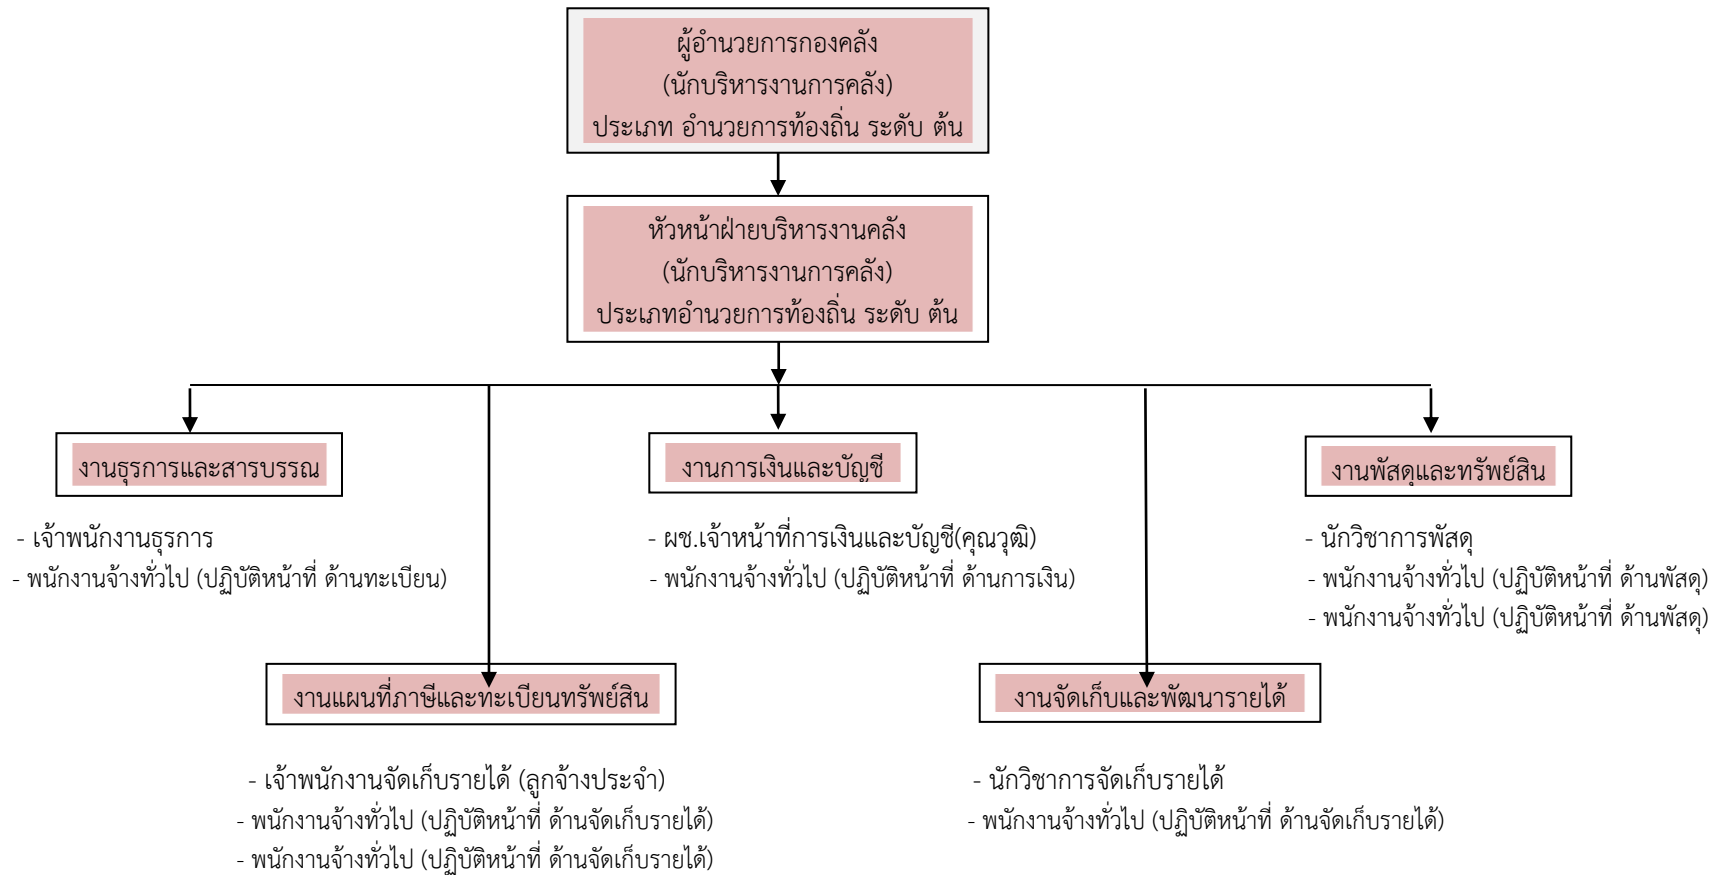 ผู้อำนวยการกองคลัง
(นักบริหารงานการคลัง)
ประเภท อำนวยการท้องถิ่น ระดับ ต้น
หัวหน้าฝ่ายบริหารงานคลัง
(นักบริหารงานการคลัง)
ประเภทอำนวยการท้องถิ่น ระดับ ต้น
งานธุรการและสารบรรณ
- เจ้าพนักงานธุรการ
- พนักงานจ้างทั่วไป (ปฏิบัติหน้าที่ ด้านทะเบียน)
งานการเงินและบัญชี
- ผช.เจ้าหน้าที่การเงินและบัญชี(คุณวุฒิ)
- พนักงานจ้างทั่วไป (ปฏิบัติหน้าที่ ด้านการเงิน)
งานพัสดุและทรัพย์สิน
- นักวิชาการพัสดุ
- พนักงานจ้างทั่วไป (ปฏิบัติหน้าที่ ด้านพัสดุ)
- พนักงานจ้างทั่วไป (ปฏิบัติหน้าที่ ด้านพัสดุ)
งานแผนที่ภาษีและทะเบียนทรัพย์สิน
- เจ้าพนักงานจัดเก็บรายได้ (ลูกจ้างประจำ)
- พนักงานจ้างทั่วไป (ปฏิบัติหน้าที่ ด้านจัดเก็บรายได้)
- พนักงานจ้างทั่วไป (ปฏิบัติหน้าที่ ด้านจัดเก็บรายได้)
งานจัดเก็บและพัฒนารายได้
- นักวิชาการจัดเก็บรายได้
- พนักงานจ้างทั่วไป (ปฏิบัติหน้าที่ ด้านจัดเก็บรายได้)